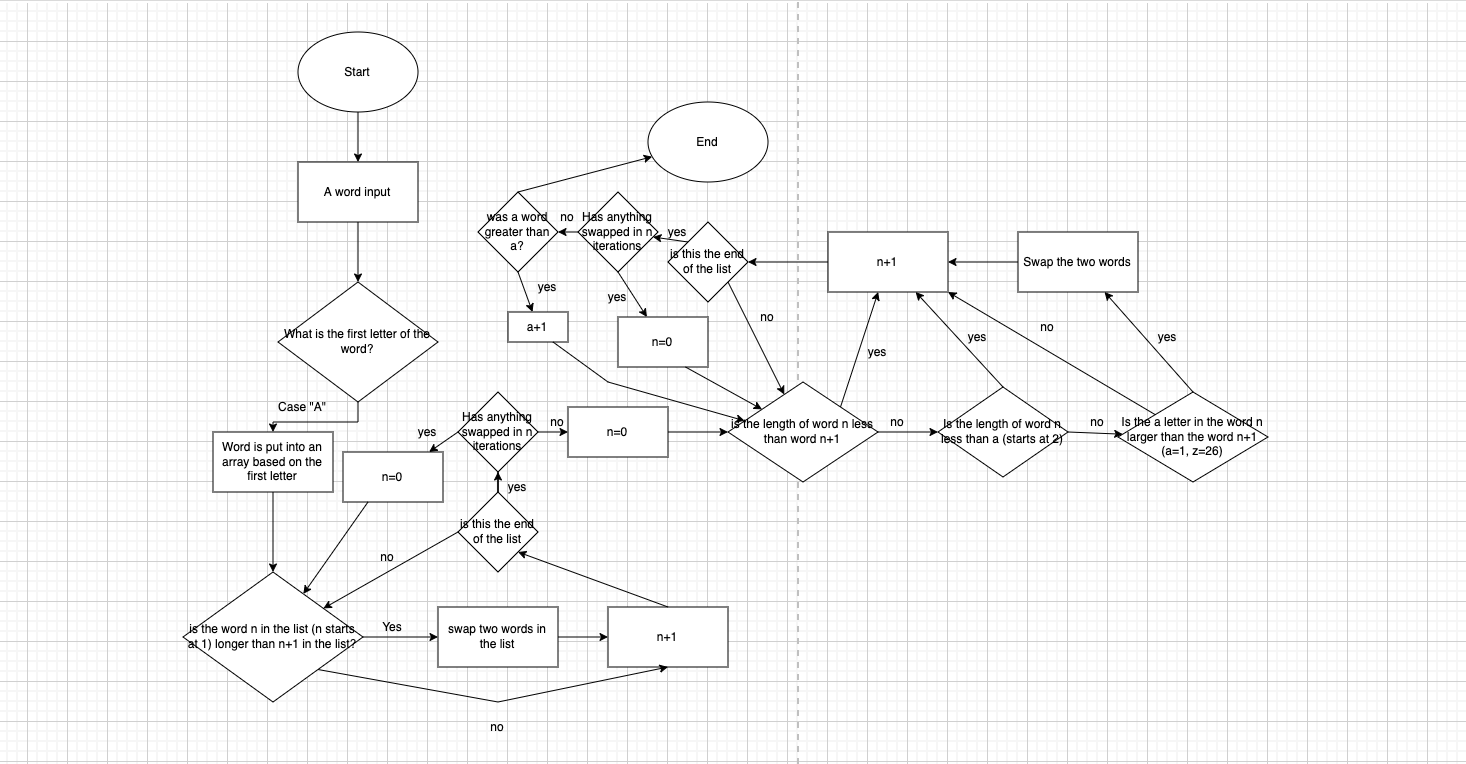 Start
A word input
What is the first letter of the
word?
Case "A"
Word is put into an
array based on the
first letter
is the word n in the list (n starts
at 1) longer than n+1 in the list?
Yes
swap two words in
the list
n+1
no
is this the end
of the list
no
yes
Has anything
swapped in n
iterations
yes
n=0
no
n=0
is the length of word n less
than word n+1
yes
no
Is the length of word n
less than a (starts at 2)
yes
no
Is the a letter in the word n
larger than the word n+1
(a=1, z=26)
no
yes
Swap the two words
n+1
is this the end
of the list
no
yes
Has anything
swapped in n
iterations
yes
n=0
no
was a word
greater than
a?
yes
a+1
End